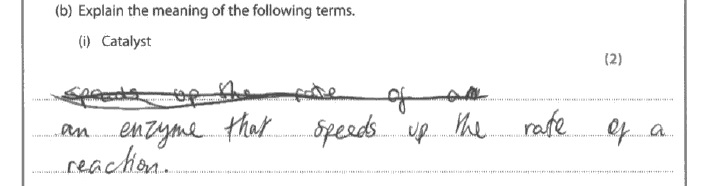 (b) Explain the meaning of the following terms.
(i) Catalyst
(2)
speeds up the rate of a
an enzyme that speeds up the rate of a
reaction.